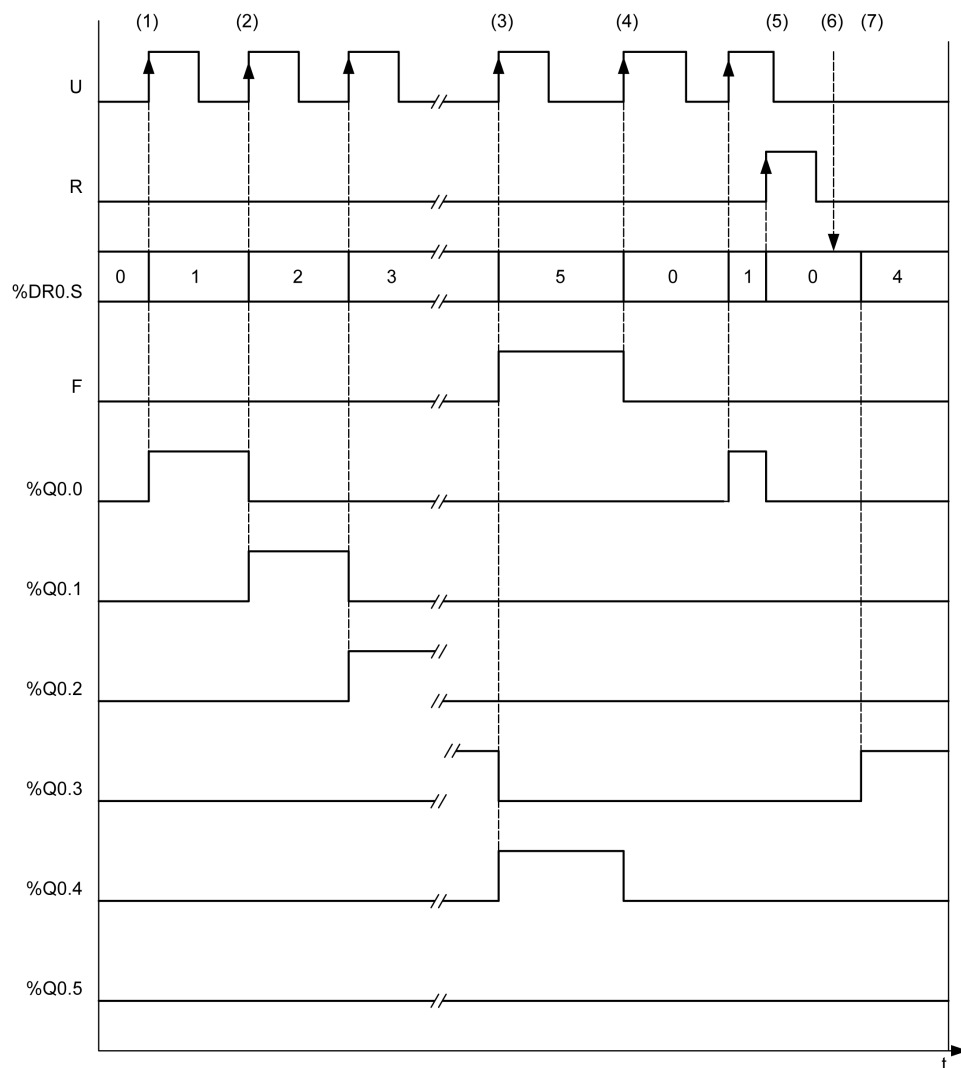 (1) (2) (3) (4) (5) (6) (7)
U
R
%DR0.S 0 1 2 3 5 0 1 0 4
F
%Q0.0
%Q0.1
%Q0.2
%Q0.3
%Q0.4
%Q0.5
t